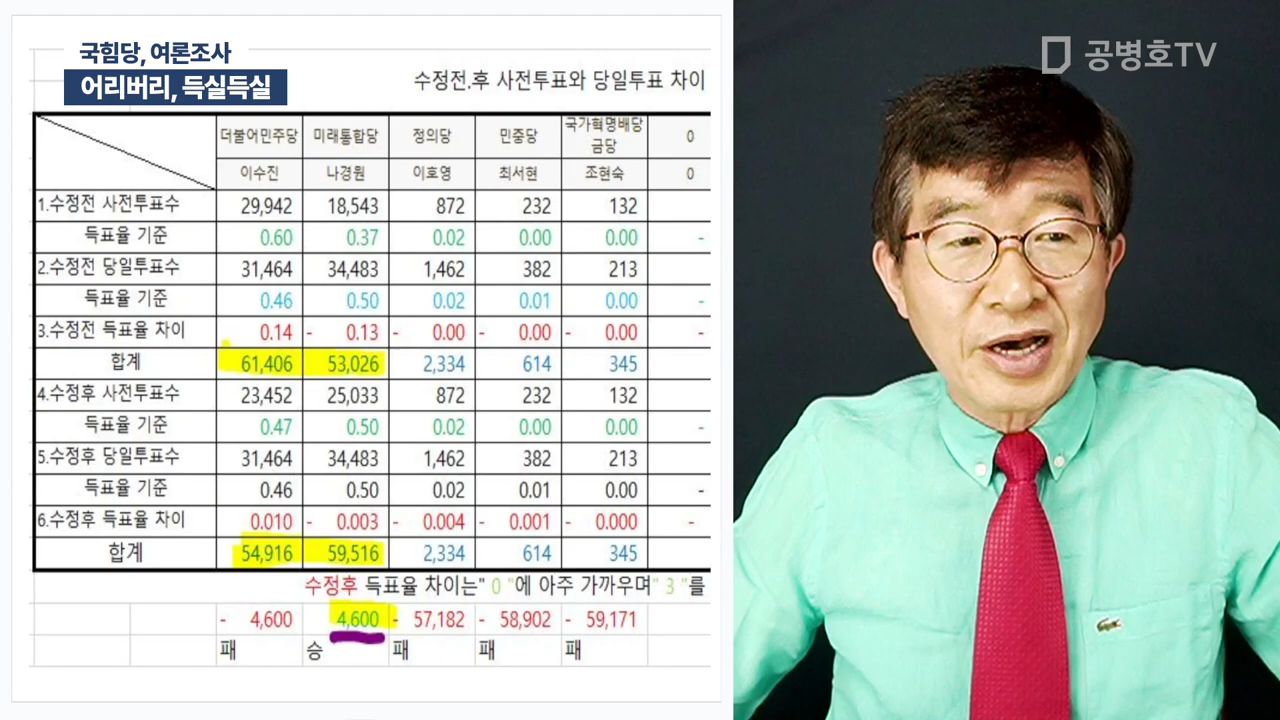 국힘당, 여론조사
어리버리, 득실득실
공병호TV
수정전.후 사전투표와 당일투표 차이
더불어민주당 미래통합당 정의당 민중당 국가혁명배당금당 0
이수진 나경원 이호영 최서현 조현숙 0
1.수정전 사전투표수 29,942 18,543 872 232 132
득표율 기준 0.60 0.37 0.02 0.00 0.00 -
2.수정전 당일투표수 31,464 34,483 1,462 382 213
득표율 기준 0.46 0.50 0.02 0.01 0.00 -
3.수정전 득표율 차이 0.14 - 0.13 - 0.00 - 0.00 - 0.00 -
합계 61,406 53,026 2,334 614 345
4.수정후 사전투표수 23,452 25,033 872 232 132
득표율 기준 0.47 0.50 0.02 0.00 0.00 -
5.수정후 당일투표수 31,464 34,483 1,462 382 213
득표율 기준 0.46 0.50 0.02 0.01 0.00 -
6.수정후 득표율 차이 0.010 - 0.003 - 0.004 - 0.001 - 0.000 -
합계 54,916 59,516 2,334 614 345
수정후 득표율 차이는" 0 "에 아주 가까우며" 3 "를
- 4,600 4,600 - 57,182 - 58,902 - 59,171
패 승 패 패 패